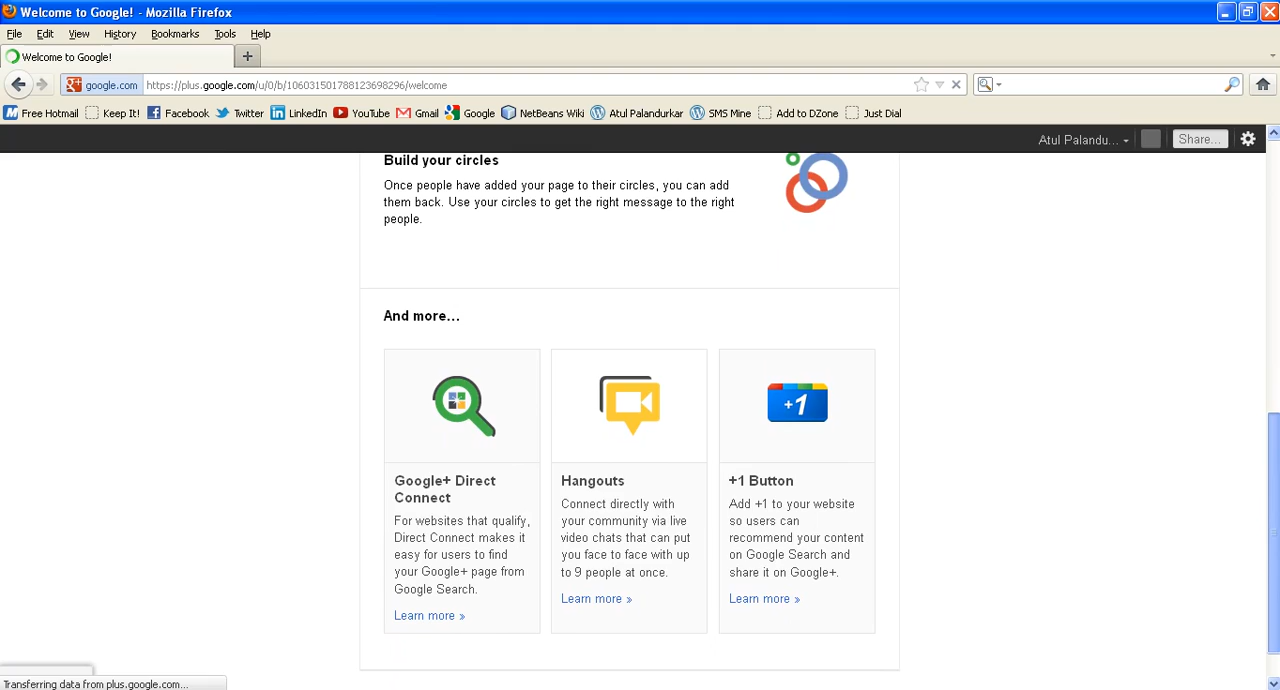 Welcome to Google! - Mozilla Firefox
File Edit View History Bookmarks Tools Help
Welcome to Google!
google.com https://plus.google.com/u/0/b/106031501788123698296/welcome
Free Hotmail Keep It! Facebook Twitter LinkedIn YouTube Gmail Google NetBeans Wiki Atul Palandurkar SMS Mine Add to DZone Just Dial
Atul Palandu... Share...
Build your circles
Once people have added your page to their circles, you can add
them back. Use your circles to get the right message to the right
people.
And more...
+1
Google+ Direct
Connect
For websites that qualify,
Direct Connect makes it
easy for users to find
your Google+ page from
Google Search.
Learn more »
Hangouts
Connect directly with
your community via live
video chats that can put
you face to face with up
to 9 people at once.
Learn more »
+1 Button
Add +1 to your website
so users can
recommend your content
on Google Search and
share it on Google+.
Learn more »
Transferring data from plus.google.com...